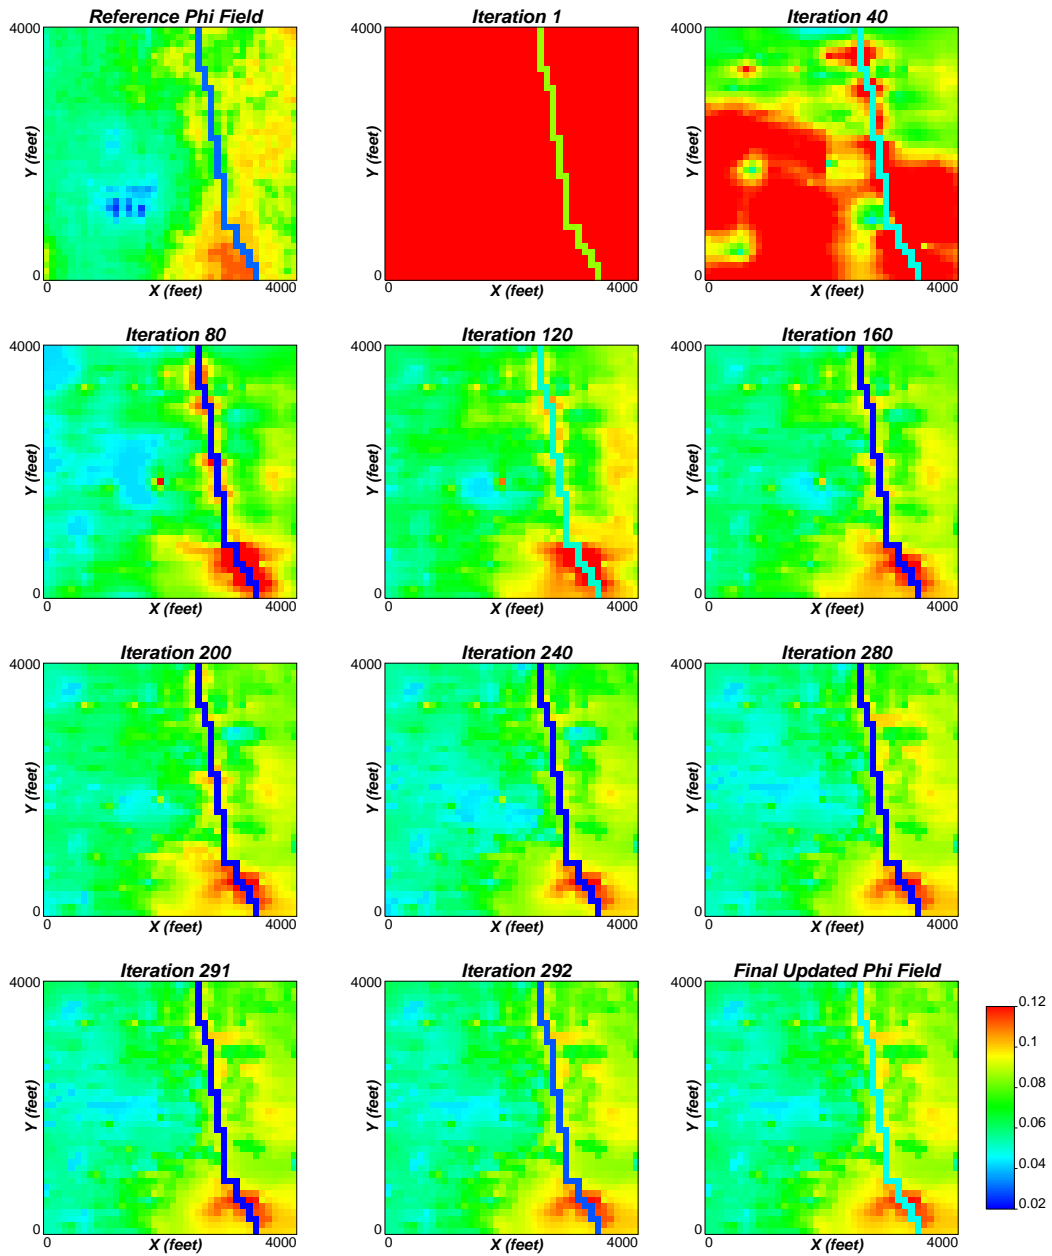 Reference Phi Field
Iteration 1
Iteration 40
4000
Y (feet)
0
0
X (feet)
4000
4000
Y (feet)
0
0
X (feet)
4000
4000
Y (feet)
0
0
X (feet)
4000
Iteration 80
Iteration 120
Iteration 160
4000
Y (feet)
0
0
X (feet)
4000
4000
Y (feet)
0
0
X (feet)
4000
4000
Y (feet)
0
0
X (feet)
4000
Iteration 200
Iteration 240
Iteration 280
4000
Y (feet)
0
0
X (feet)
4000
4000
Y (feet)
0
0
X (feet)
4000
4000
Y (feet)
0
0
X (feet)
4000
Iteration 291
Iteration 292
Final Updated Phi Field
4000
Y (feet)
0
0
X (feet)
4000
4000
Y (feet)
0
0
X (feet)
4000
4000
Y (feet)
0
0
X (feet)
4000
0.12
0.1
0.08
0.06
0.04
0.02